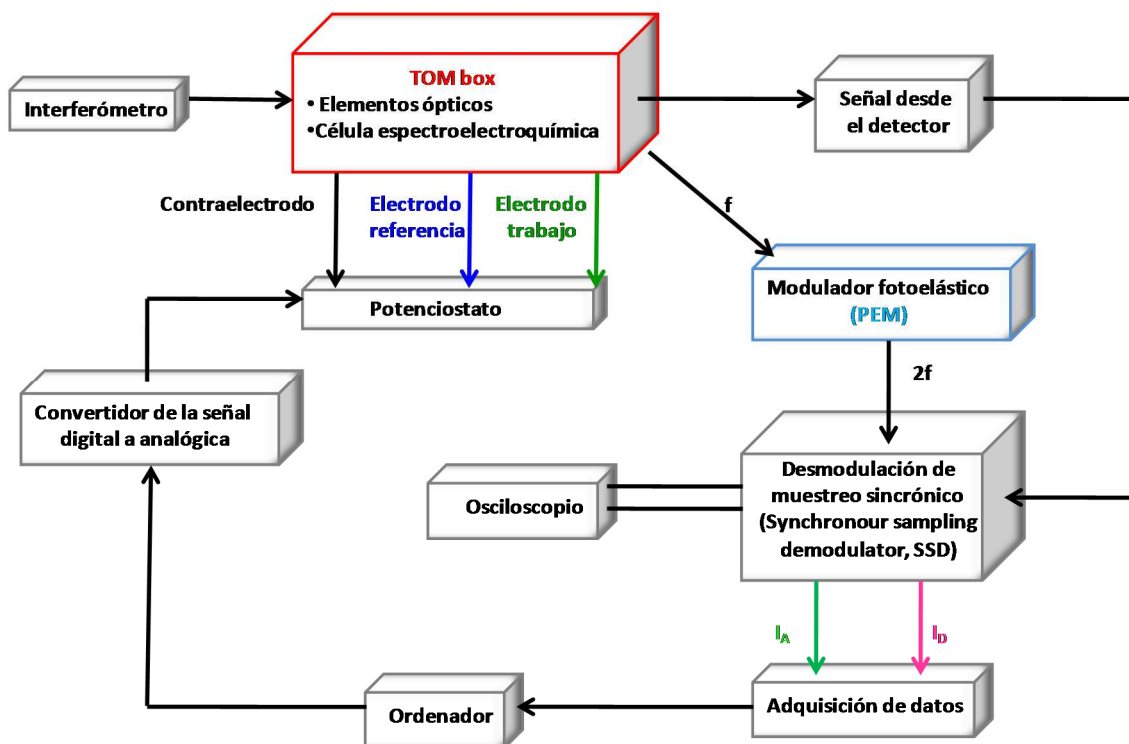 TOM box
• Elementos ópticos
•Célula espectroelectroquímica
Interferómetro
Señal desde
el detector
Contraelectrodo
Electrodo
referencia
Electrodo
trabajo
f
Potenciostato
Modulador fotoelástico
(PEM)
2f
Convertidor de la señal
digital a analógica
Osciloscopio
Desmodulación de
muestreo sincrónico
(Synchronour sampling
demodulator, SSD)
I_A
I_D
Ordenador
Adquisición de datos